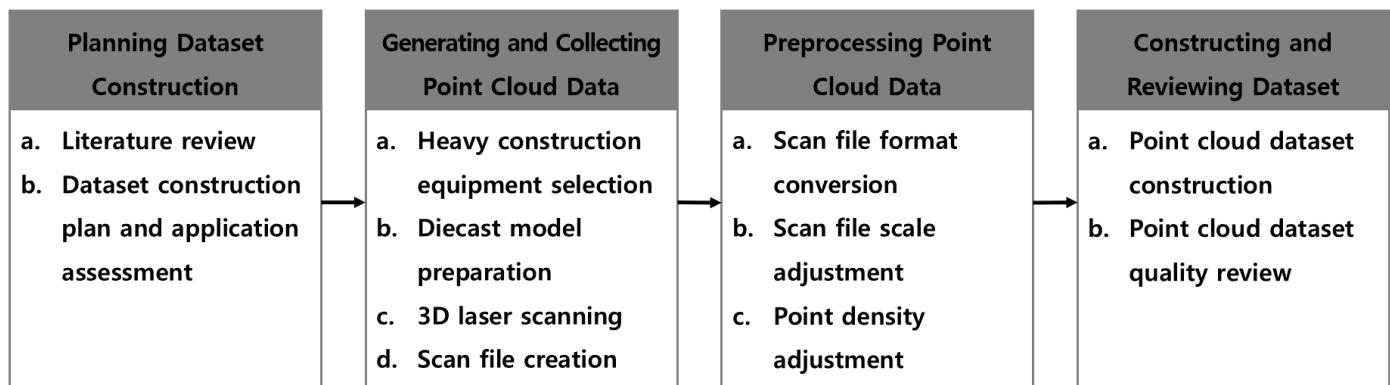 Planning Dataset
Construction
a. Literature review
b. Dataset construction
plan and application
assessment
Generating and Collecting
Point Cloud Data
a. Heavy construction
equipment selection
b. Diecast model
preparation
c. 3D laser scanning
d. Scan file creation
Preprocessing Point
Cloud Data
a. Scan file format
conversion
b. Scan file scale
adjustment
c. Point density
adjustment
Constructing and
Reviewing Dataset
a. Point cloud dataset
construction
b. Point cloud dataset
quality review